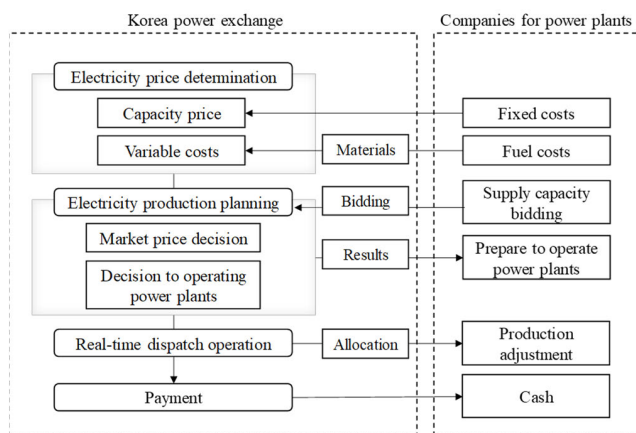 Korea power exchange
Companies for power plants
Electricity price determination
Capacity price
Fixed costs
Variable costs
Materials
Fuel costs
Electricity production planning
Bidding
Supply capacity
bidding
Market price decision
Results
Prepare to operate
power plants
Decision to operating
power plants
Real-time dispatch operation
Allocation
Production
adjustment
Payment
Cash